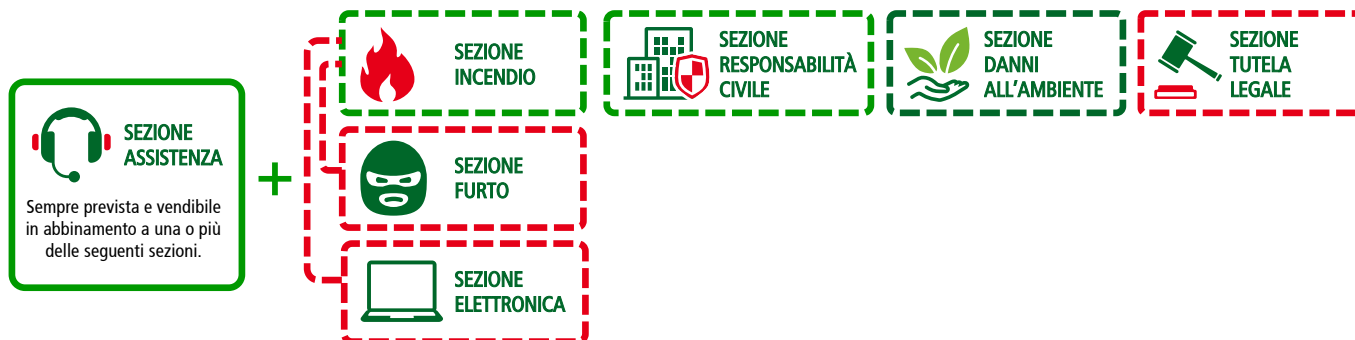 SEZIONE
ASSISTENZA
Sempre prevista e vendibile
in abbinamento a una o più
delle seguenti sezioni.
+
SEZIONE
INCENDIO
SEZIONE
FURTO
SEZIONE
ELETTRONICA
SEZIONE
RESPONSABILITÀ
CIVILE
SEZIONE
DANNI
ALL’AMBIENTE
SEZIONE
TUTELA
LEGALE